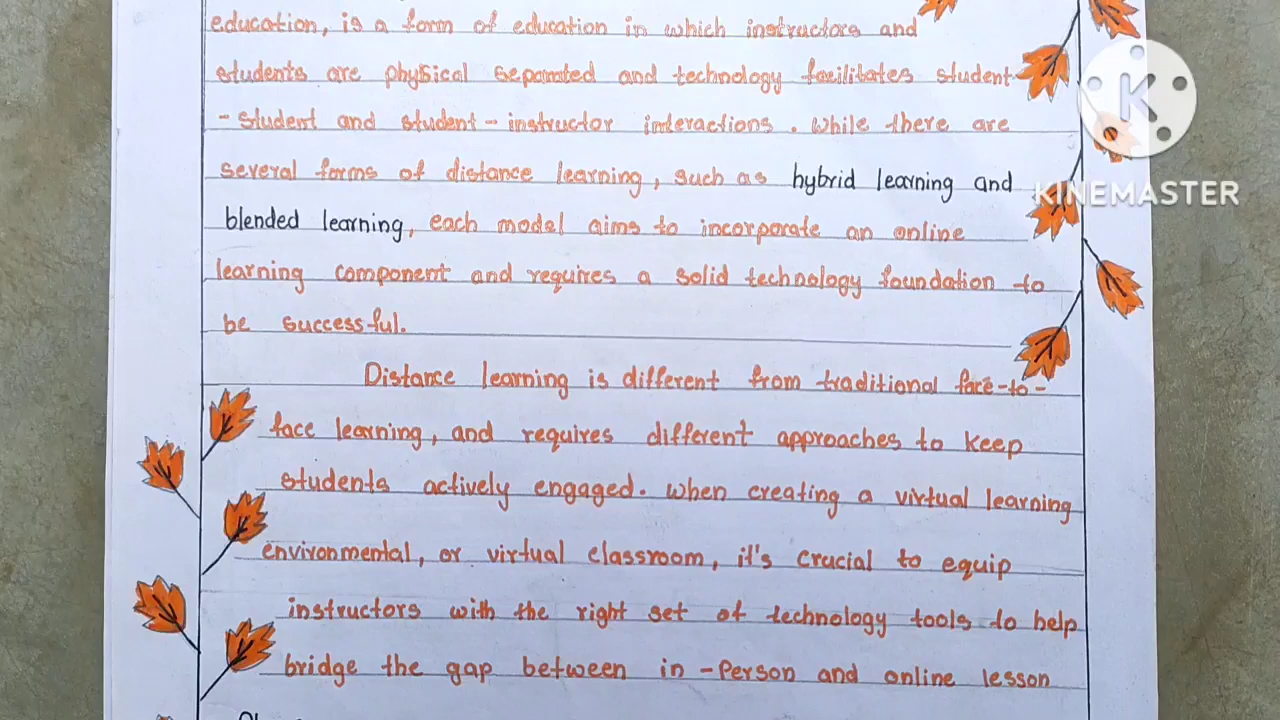 education, is a form of education in which instructors and
students are physical separated and technology facilitates student
- student and student - instructor interactions. While there are
several forms of distance learning, such as hybrid learning and
blended learning, each model aims to incorporate an online
learning component and requires a solid technology foundation to
be successful.
Distance learning is different from traditional face-to-
face learning, and requires different approaches to keep
students actively engaged. When creating a virtual learning
environmental, or virtual classroom, it's crucial to equip
instructors with the right set of technology tools to help
bridge the gap between in-Person and online lesson
K
KINEMASTER